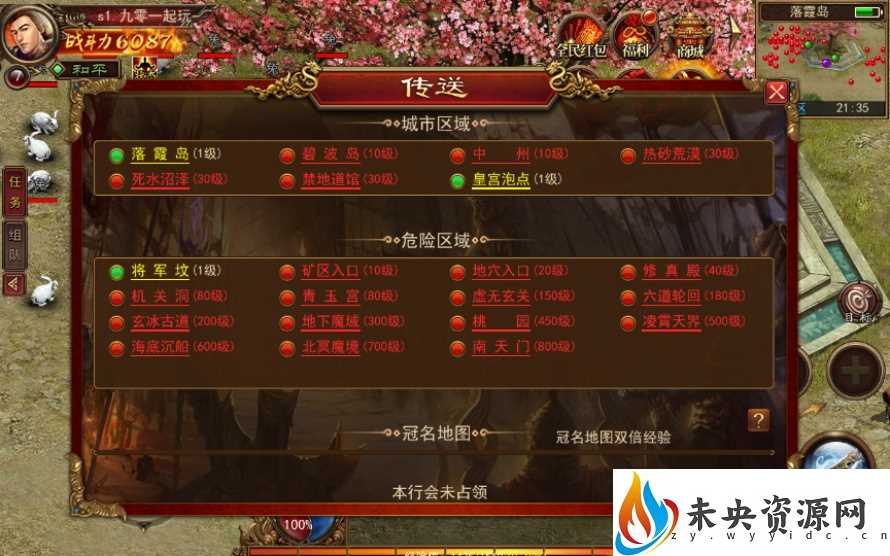 s1.九零一起玩
战斗力6087
7
和平
全民红包
福利
商城
落霞岛
21:35
任务
组队
目标
传送
城市区域
落霞岛(1级) 碧波岛(10级) 中州(10级) 热砂荒漠(30级)
死水沼泽(30级) 禁地道馆(30级) 皇宫泡点(1级)
危险区域
将军坟(1级) 矿区入口(10级) 地穴入口(20级) 修真殿(40级)
机关洞(80级) 青玉宫(80级) 虚无玄关(150级) 六道轮回(180级)
玄冰古道(200级) 地下魔域(300级) 桃园(450级) 凌霄天界(500级)
海底沉船(600级) 北冥魔境(700级) 南天门(800级)
?
冠名地图
冠名地图双倍经验
本行会未占领
100%
未央资源网
zy.wyyidc.cn